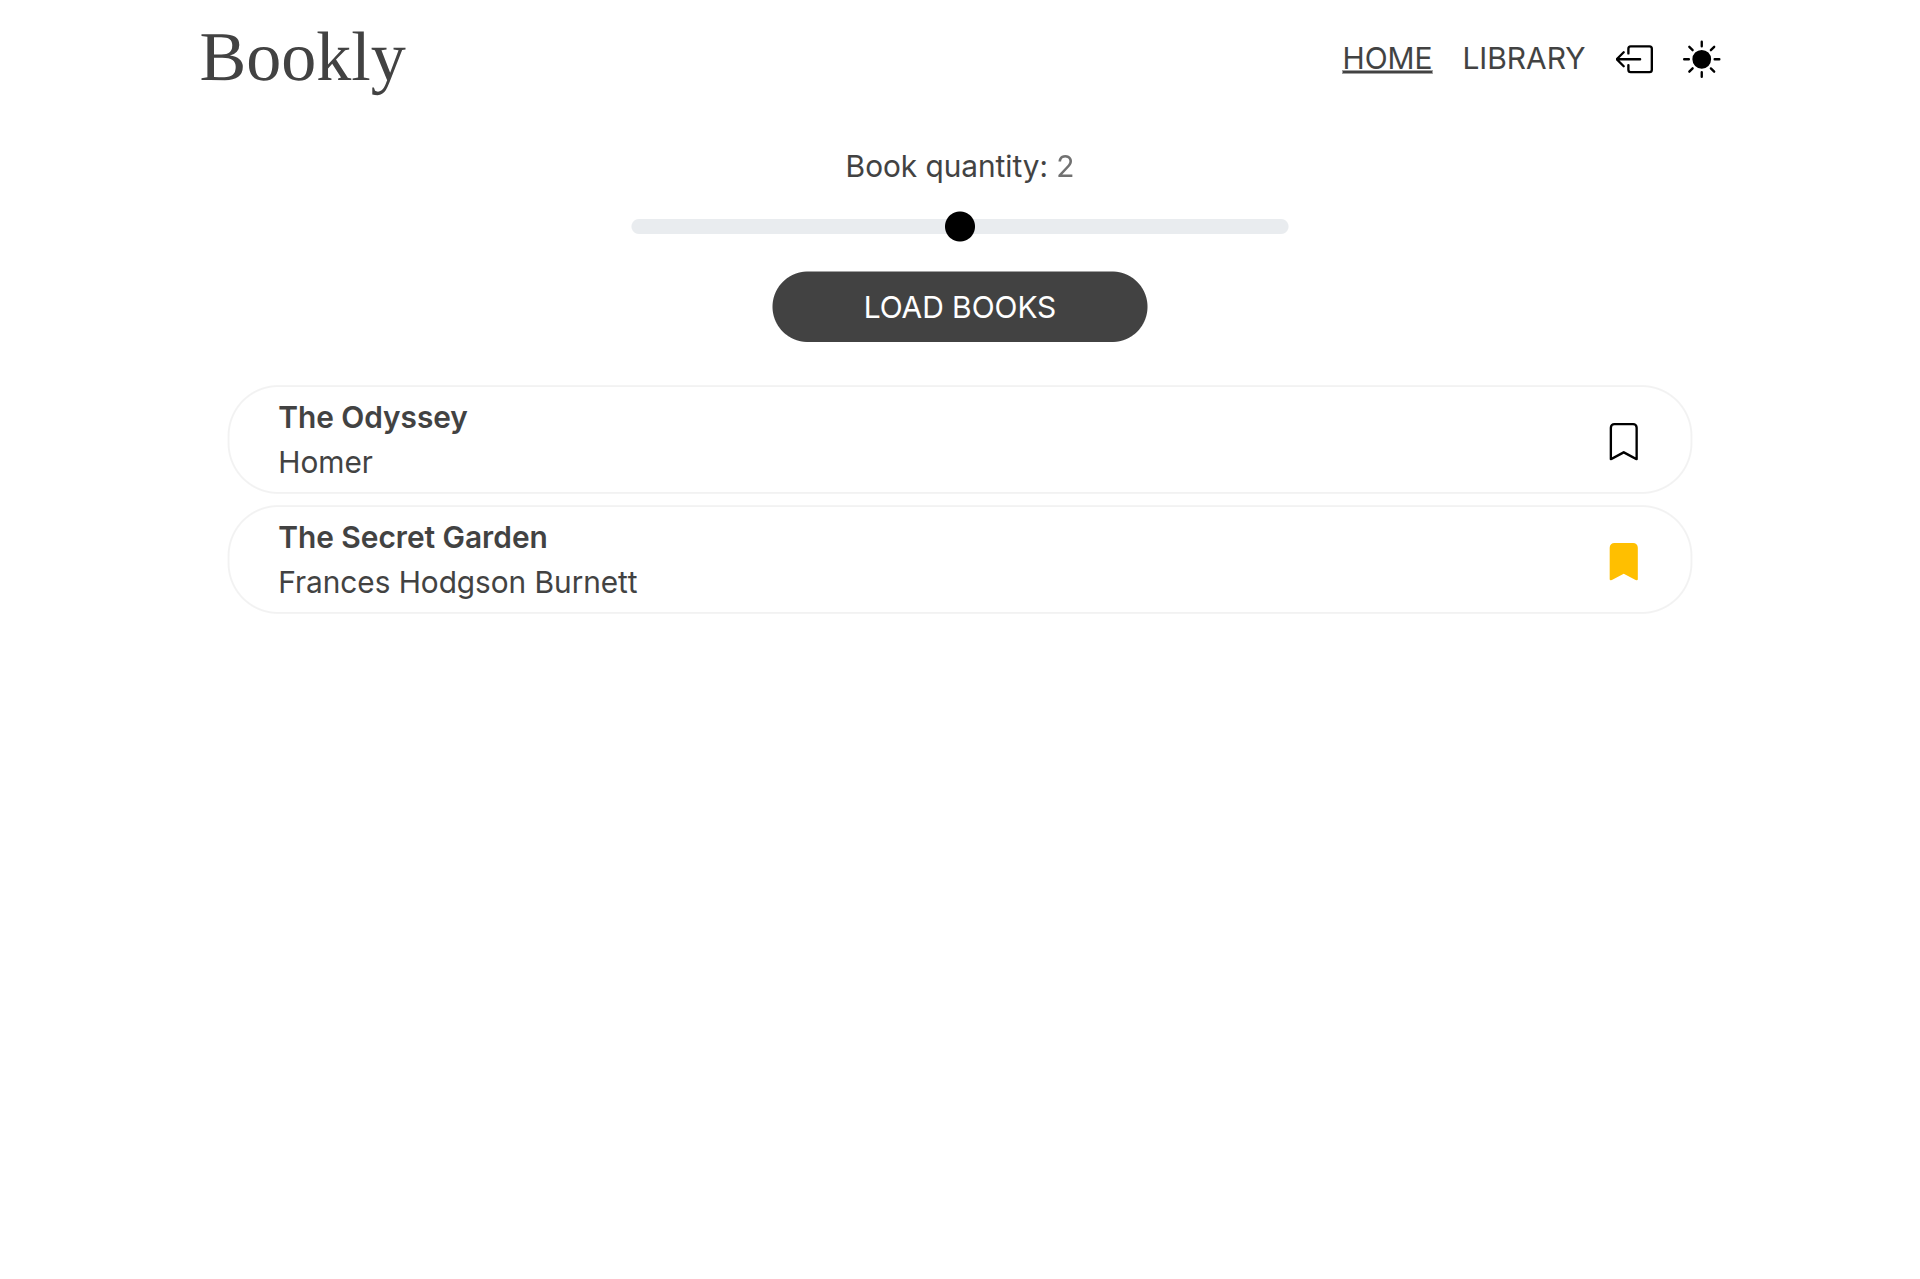 Bookly
HOME LIBRARY
Book quantity: 2
LOAD BOOKS
The Odyssey
Homer
The Secret Garden
Frances Hodgson Burnett